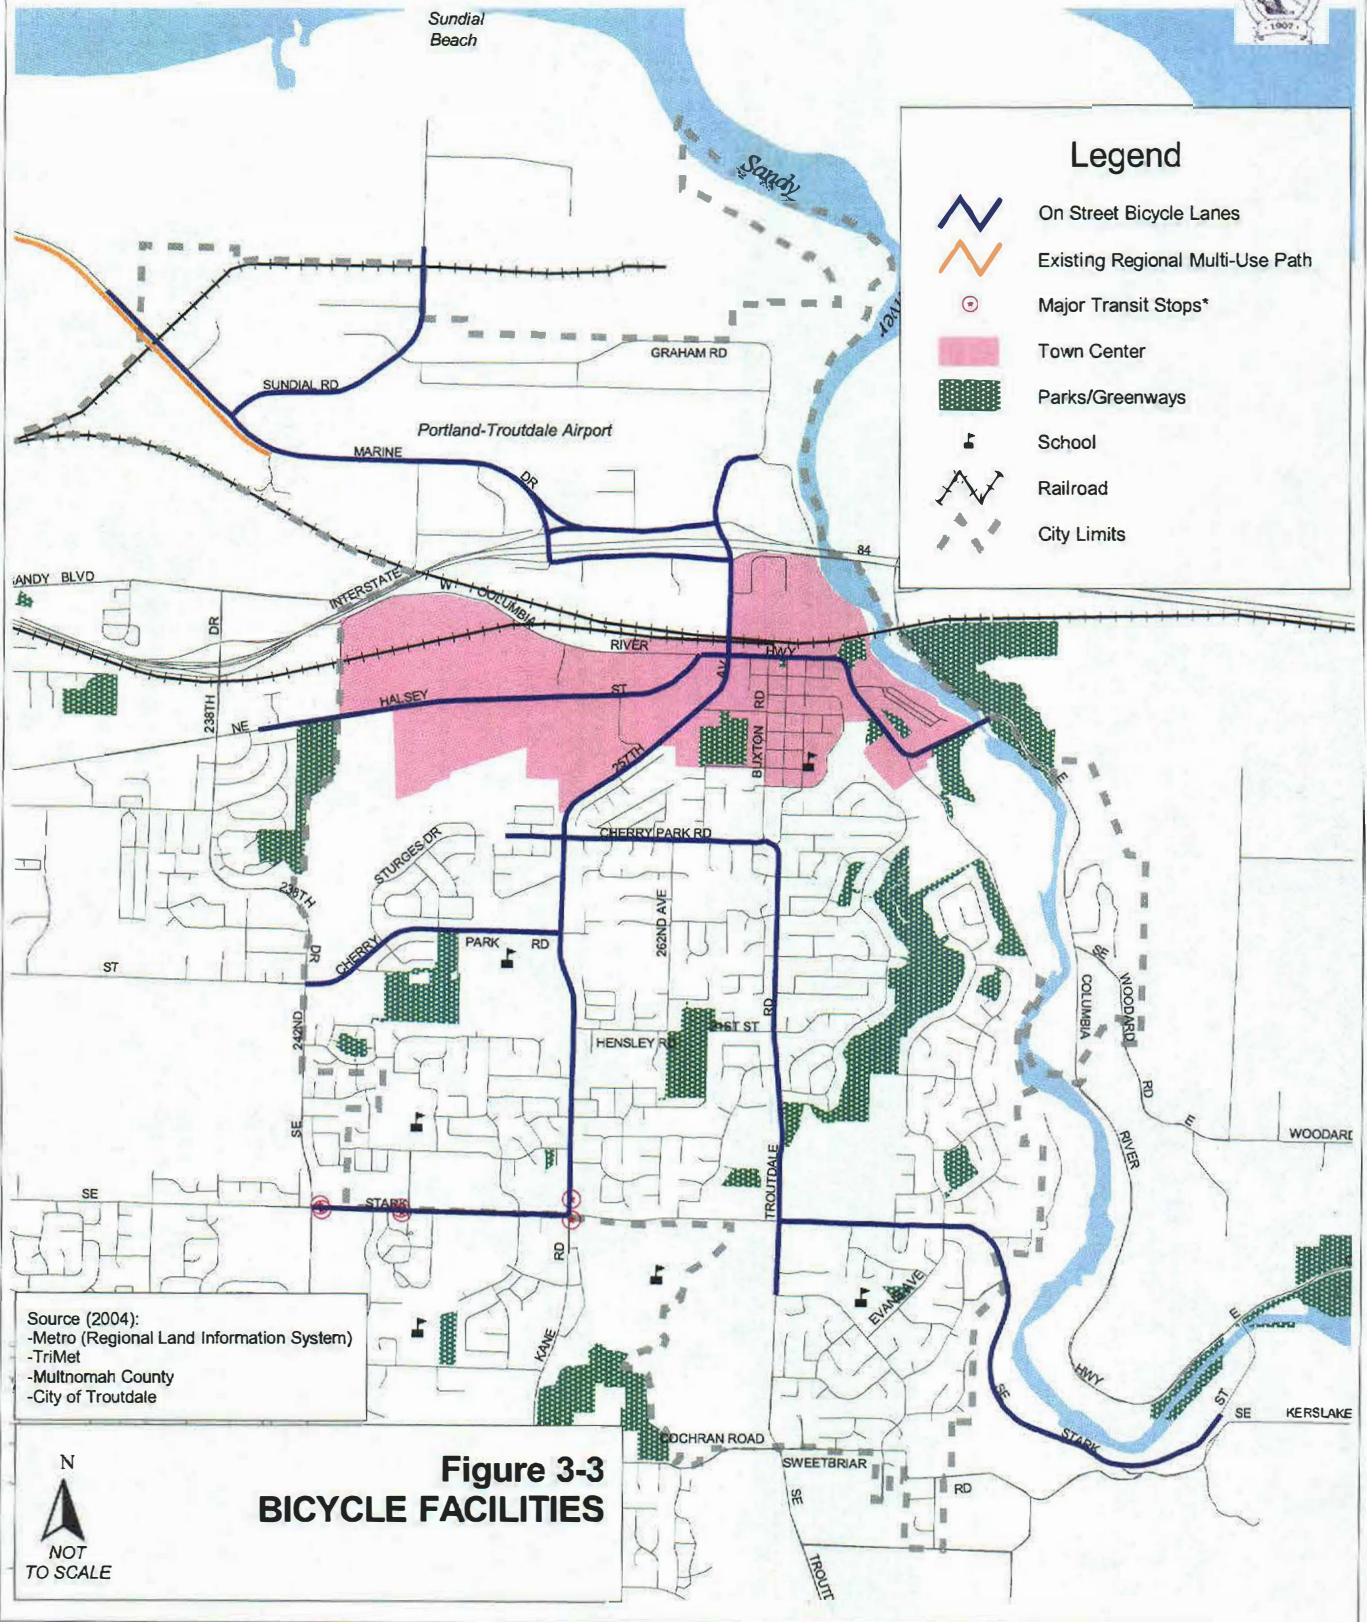 Sundial
Beach
· 1907 ·
Sandy
Legend
On Street Bicycle Lanes
Existing Regional Multi-Use Path
Major Transit Stops*
Town Center
Parks/Greenways
School
Railroad
City Limits
GRAHAM RD
SUNDIAL RD
Portland-Troutdale Airport
MARINE
DR
84
ANDY BLVD
INTERSTATE
W
COLUMBIA
DR
RIVER
HWY
AV
HALSEY
ST
RD
238TH
NE
257TH
BUXTON
E
CHERRY PARK RD
STURGES DR
238TH
262ND AVE
DR
CHERRY
PARK
RD
SE
ST
COLUMBIA
WOODARD
RD
242ND
HENSLEY RD
21ST ST
RD
E
SE
RIVER
WOODARD
TROUTDALE
SE
STARK
RD
EVANS AVE
E
KANE
HWY
SE
ST
SE
KERSLAKE
STARK
COCHRAN ROAD
SWEETBRIAR
RD
SE
TROUT
Source (2004):
-Metro (Regional Land Information System)
-TriMet
-Multnomah County
-City of Troutdale
N
NOT
TO SCALE
Figure 3-3
BICYCLE FACILITIES